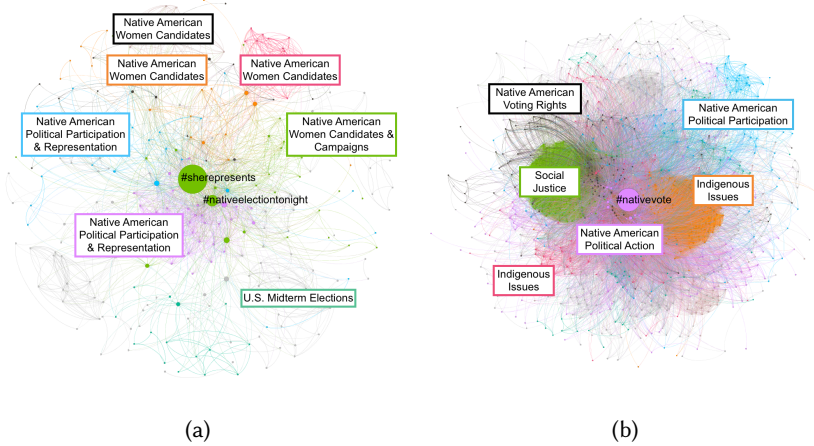 Native American
Women Candidates
Native American
Women Candidates
Native American
Women Candidates
Native American
Political Participation
& Representation
Native American
Women Candidates &
Campaigns
#sherepresents
#nativeelectiontonight
Native American
Political Participation
& Representation
U.S. Midterm Elections
(a)
Native American
Voting Rights
Native American
Political Participation
Social
Justice
Indigenous
Issues
#nativevote
Native American
Political Action
Indigenous
Issues
(b)